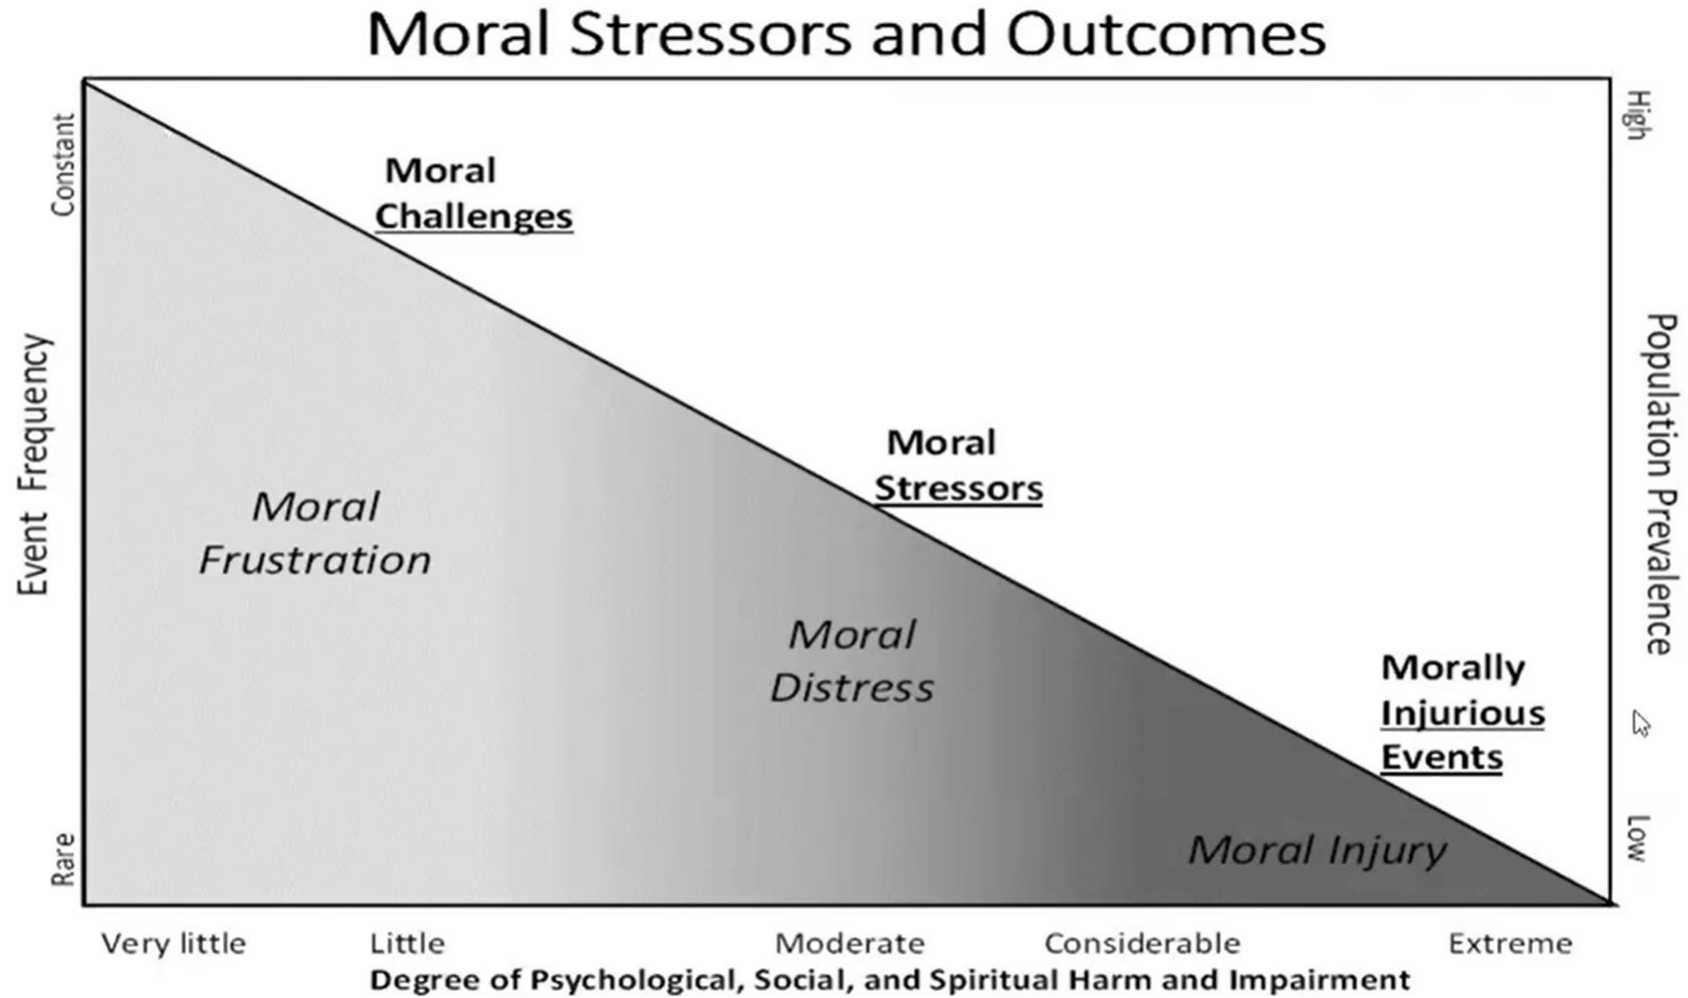 Moral Stressors and Outcomes
Constant
High
Moral
Challenges
Event Frequency
Population Prevalence
Moral
Stressors
Moral
Frustration
Moral
Distress
Morally
Injurious
Events
Moral Injury
Rare
Low
Very little
Little
Moderate
Considerable
Extreme
Degree of Psychological, Social, and Spiritual Harm and Impairment